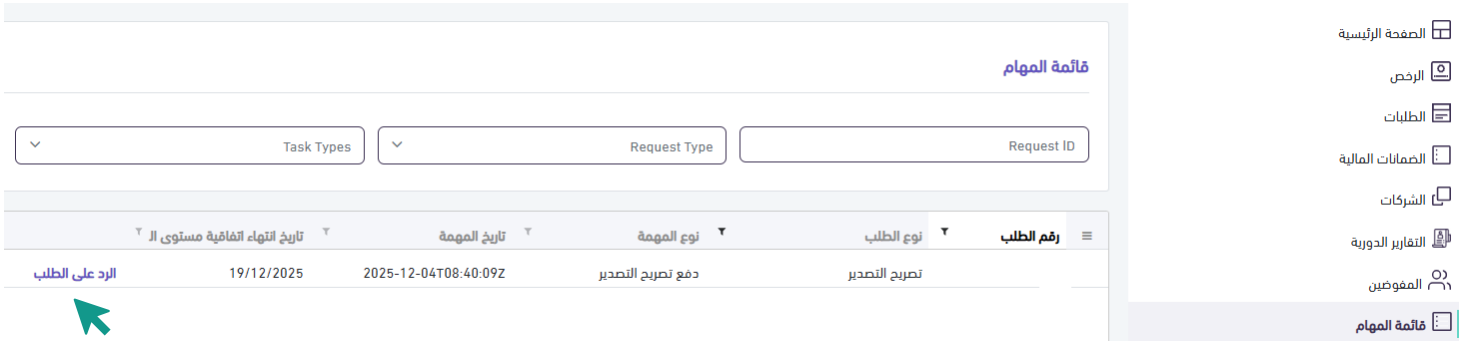 الصفحة الرئيسية
الرخص
الطلبات
الضمانات المالية
الشركات
التقارير الدورية
المفوضين
قائمة المهام
قائمة المهام
Request ID
Request Type
Task Types
رقم الطلب نوع الطلب نوع المهمة تاريخ المهمة تاريخ انتهاء اتفاقية مستوى الـ
تصريح التصدير دفع تصريح التصدير 2025-12-04T08:40:09Z 19/12/2025 الرد على الطلب